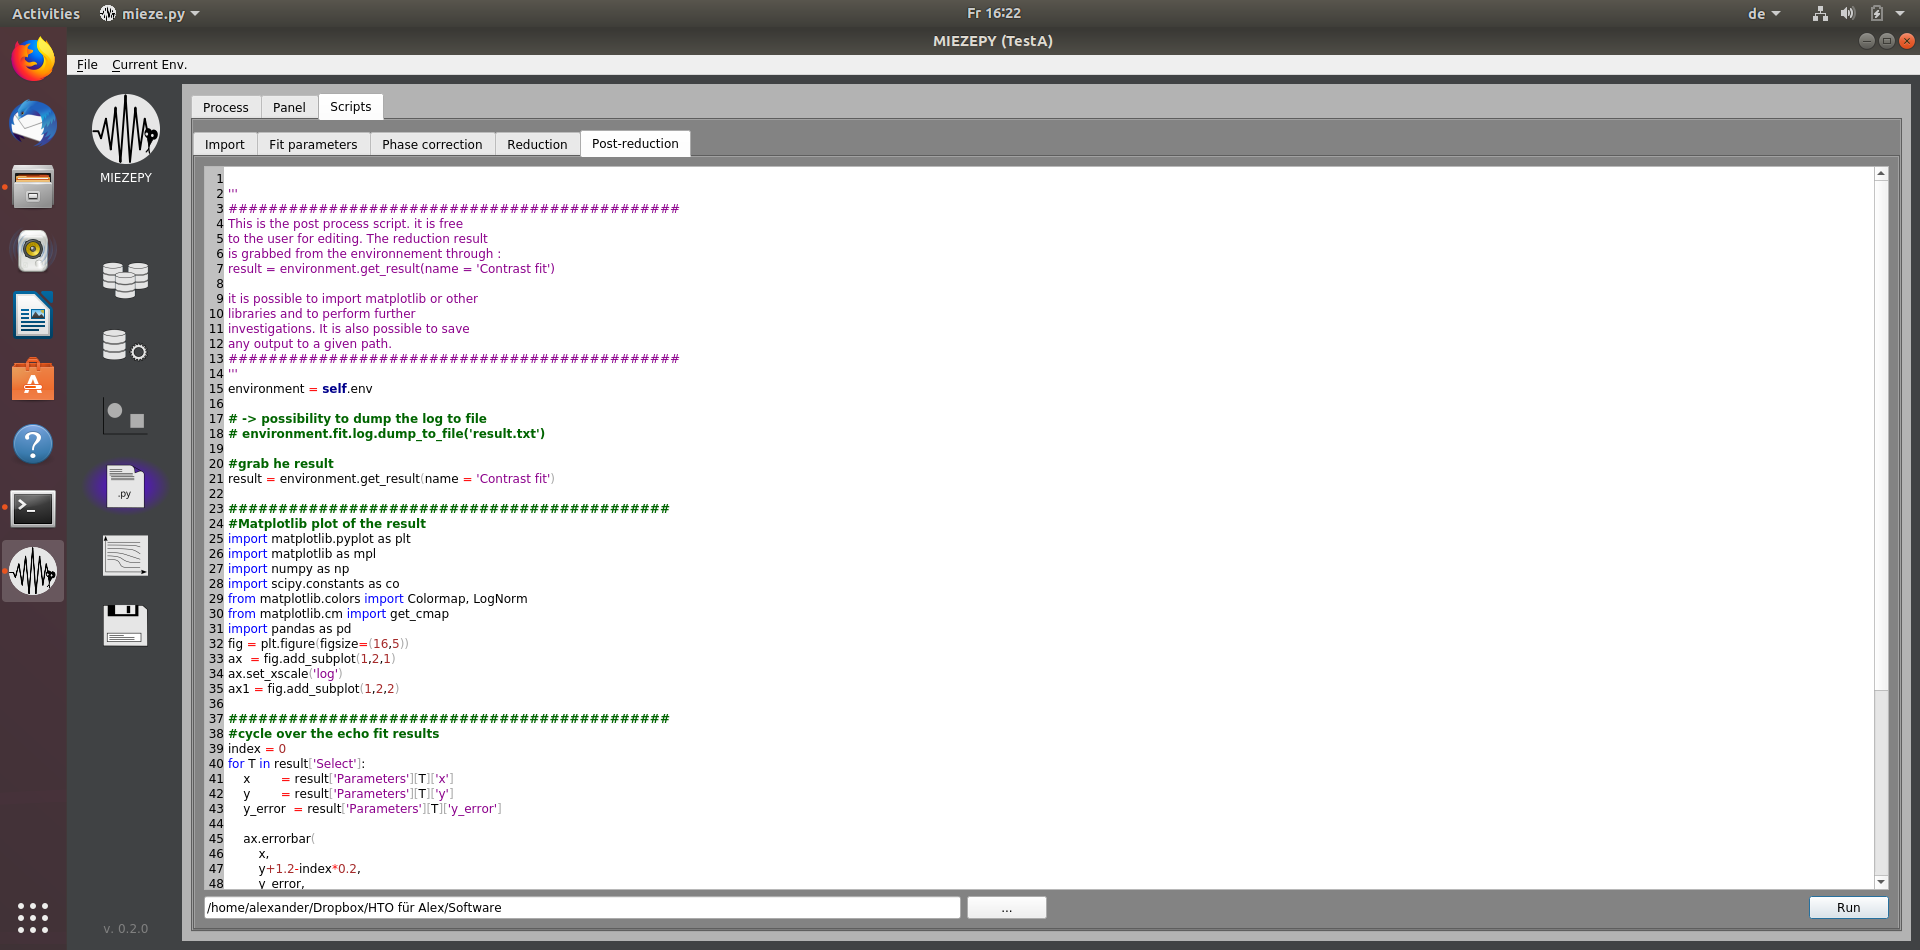 Activities mieze.py Fr 16:22 de
MIEZEPY (TestA)
File Current Env.
MIEZEPY
Process Panel Scripts
Import Fit parameters Phase correction Reduction Post-reduction
1
2 '''
3 #############################################
4 This is the post process script. it is free
5 to the user for editing. The reduction result
6 is grabbed from the environnement through :
7 result = environment.get_result(name = 'Contrast fit')
8
9 it is possible to import matplotlib or other
10 libraries and to perform further
11 investigations. It is also possible to save
12 any output to a given path.
13 #############################################
14 '''
15 environment = self.env
16
17 # -> possibility to dump the log to file
18 # environment.fit.log.dump_to_file('result.txt')
19
20 #grab he result
21 result = environment.get_result(name = 'Contrast fit')
22
23 ############################################
24 #Matplotlib plot of the result
25 import matplotlib.pyplot as plt
26 import matplotlib as mpl
27 import numpy as np
28 import scipy.constants as co
29 from matplotlib.colors import Colormap, LogNorm
30 from matplotlib.cm import get_cmap
31 import pandas as pd
32 fig = plt.figure(figsize=(16,5))
33 ax  = fig.add_subplot(1,2,1)
34 ax.set_xscale('log')
35 ax1 = fig.add_subplot(1,2,2)
36
37 ############################################
38 #cycle over the echo fit results
39 index = 0
40 for T in result['Select']:
41     x       = result['Parameters'][T]['x']
42     y       = result['Parameters'][T]['y']
43     y_error  = result['Parameters'][T]['y_error']
44
45     ax.errorbar(
46         x,
47         y+1.2-index*0.2,
48         y_error,
.py
/home/alexander/Dropbox/HTO für Alex/Software ... Run
v. 0.2.0